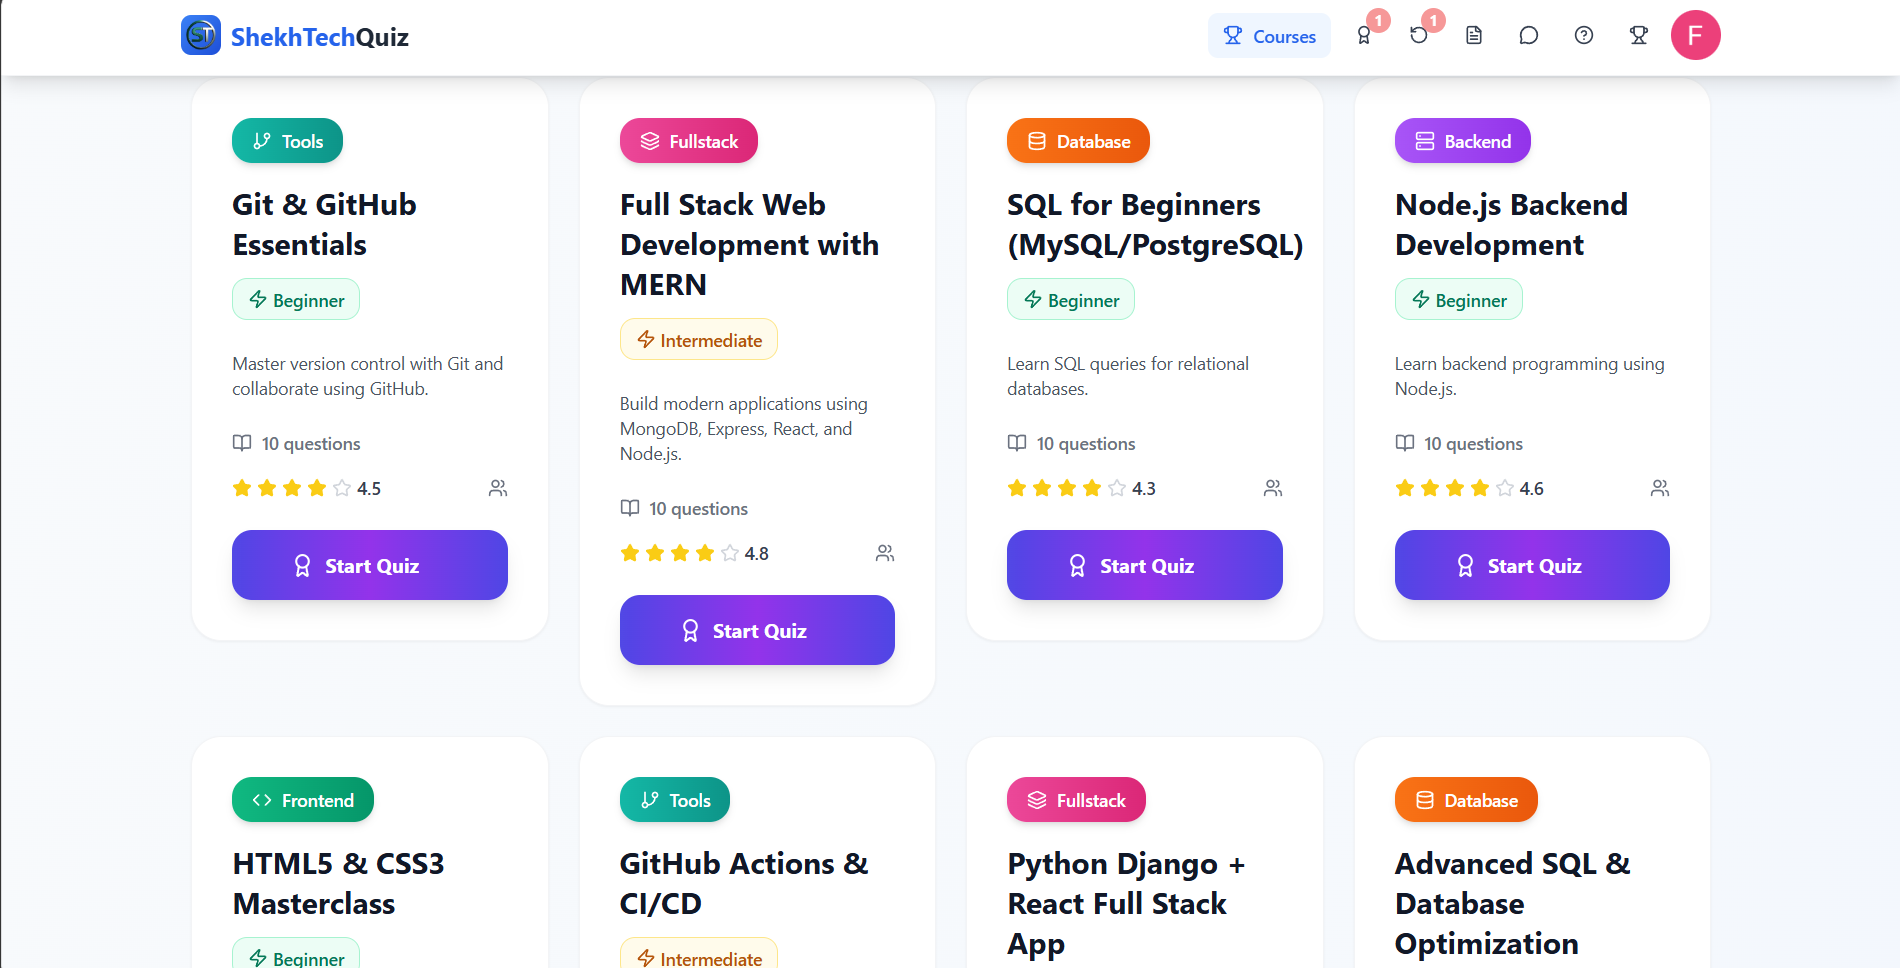 ST ShekhTechQuiz
Courses 1 1 F
Tools
Git & GitHub
Essentials
Beginner
Master version control with Git and
collaborate using GitHub.
10 questions
4.5
Start Quiz
Fullstack
Full Stack Web
Development with
MERN
Intermediate
Build modern applications using
MongoDB, Express, React, and
Node.js.
10 questions
4.8
Start Quiz
Database
SQL for Beginners
(MySQL/PostgreSQL)
Beginner
Learn SQL queries for relational
databases.
10 questions
4.3
Start Quiz
Backend
Node.js Backend
Development
Beginner
Learn backend programming using
Node.js.
10 questions
4.6
Start Quiz
Frontend
HTML5 & CSS3
Masterclass
Beginner
Tools
GitHub Actions &
CI/CD
Intermediate
Fullstack
Python Django +
React Full Stack
App
Database
Advanced SQL &
Database
Optimization